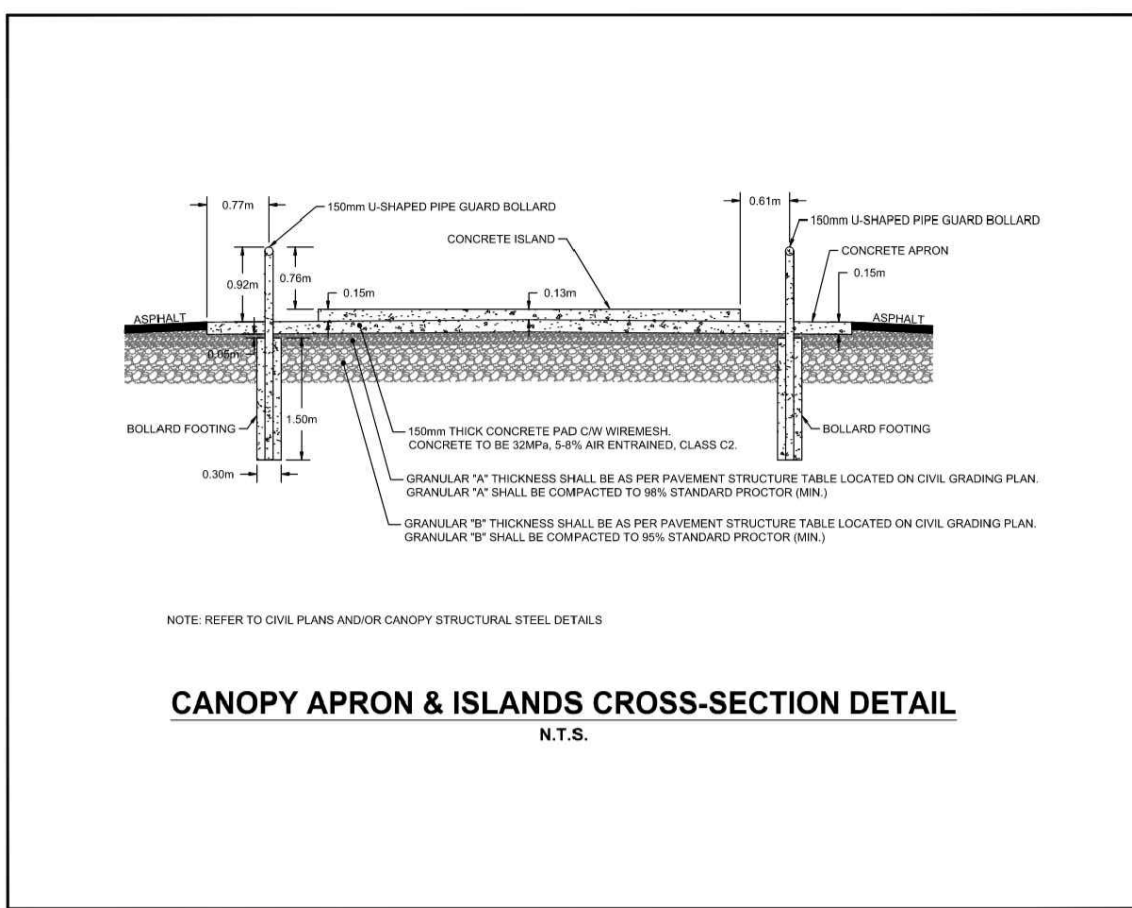 0.77m
0.61m
150mm U-SHAPED PIPE GUARD BOLLARD
150mm U-SHAPED PIPE GUARD BOLLARD
CONCRETE ISLAND
CONCRETE APRON
0.92m
0.76m
0.15m
0.13m
0.15m
ASPHALT
ASPHALT
0.05m
1.50m
BOLLARD FOOTING
BOLLARD FOOTING
0.30m
150mm THICK CONCRETE PAD C/W WIREMESH.
CONCRETE TO BE 32MPa, 5-8% AIR ENTRAINED, CLASS C2.
GRANULAR "A" THICKNESS SHALL BE AS PER PAVEMENT STRUCTURE TABLE LOCATED ON CIVIL GRADING PLAN.
GRANULAR "A" SHALL BE COMPACTED TO 98% STANDARD PROCTOR (MIN.)
GRANULAR "B" THICKNESS SHALL BE AS PER PAVEMENT STRUCTURE TABLE LOCATED ON CIVIL GRADING PLAN.
GRANULAR "B" SHALL BE COMPACTED TO 95% STANDARD PROCTOR (MIN.)
NOTE: REFER TO CIVIL PLANS AND/OR CANOPY STRUCTURAL STEEL DETAILS
CANOPY APRON & ISLANDS CROSS-SECTION DETAIL
N.T.S.